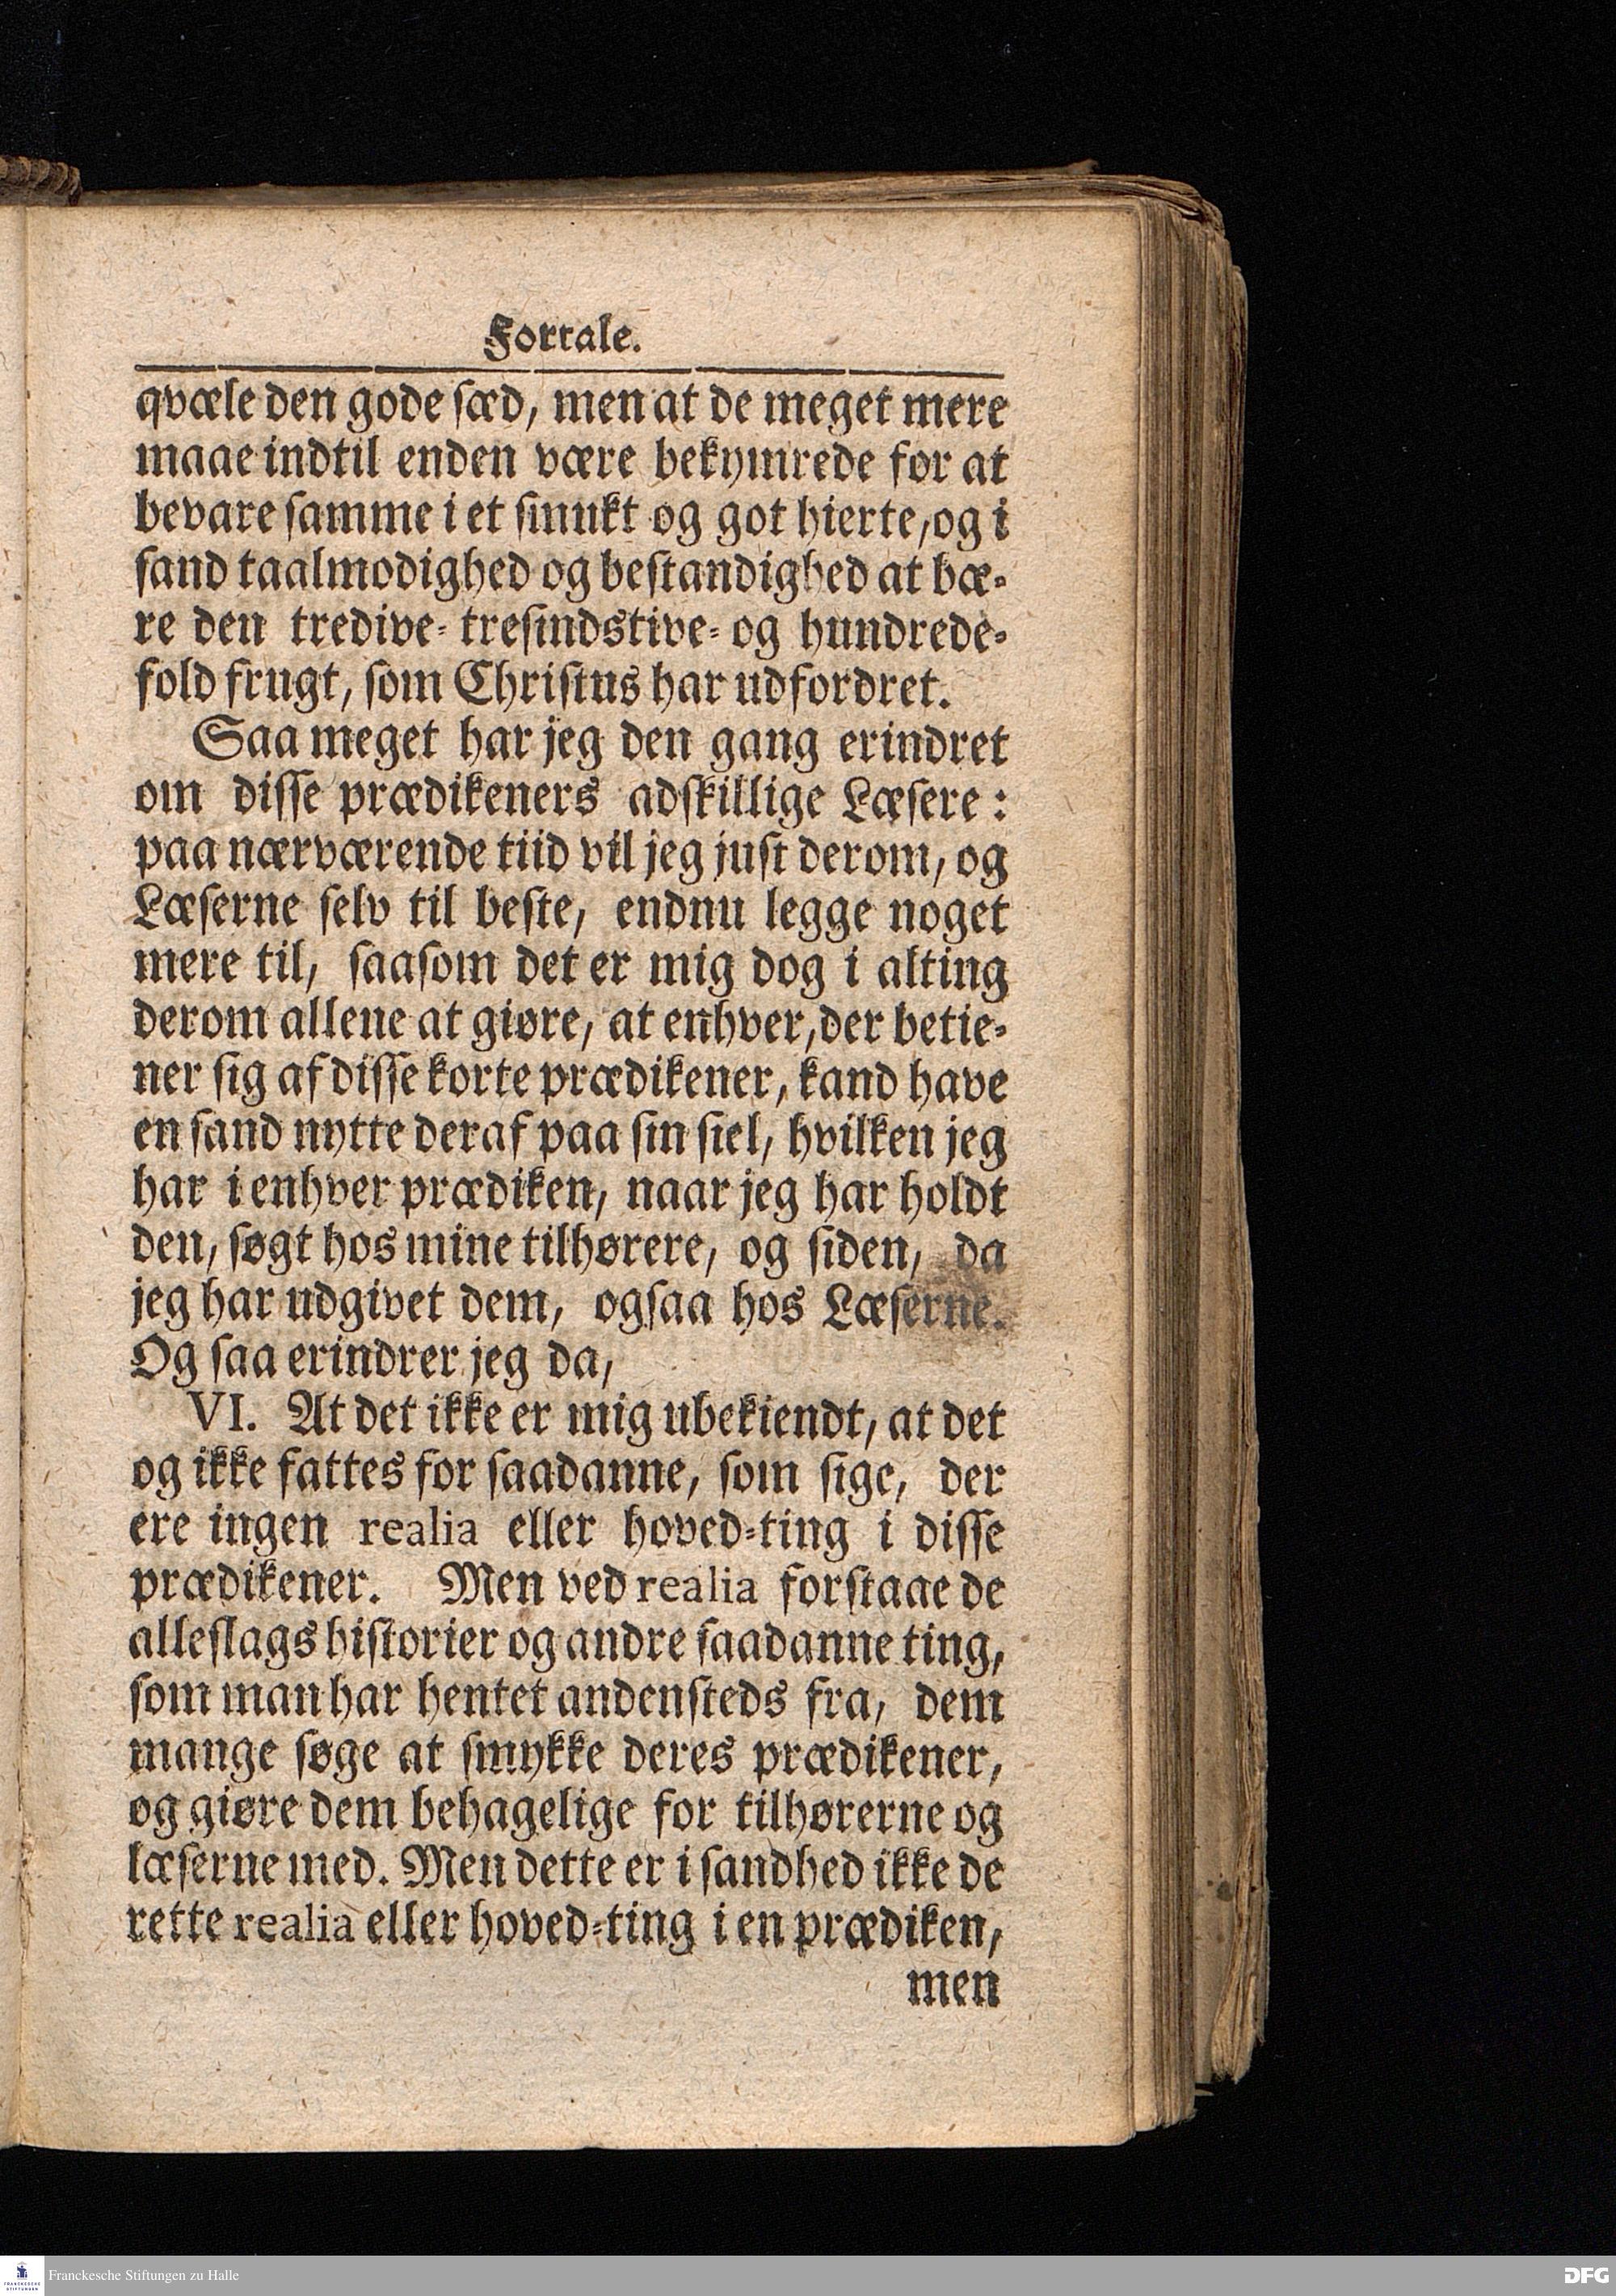 Fortale.
qvæle den gode sæd, men at de meget mere
maae indtil enden være bekymrede for at
bevare samme i et smukt og got hierte, og i
sand taalmodighed og bestandighed at bæ-
re den tredive- tresindstive- og hundrede-
fold frugt, som Christus har udfordret.
Saa meget har jeg den gang erindret
om disse prædikeners adskillige Læsere:
paa nærværende tiid vil jeg just derom, og
Læserne selv til beste, endnu legge noget
mere til, saasom det er mig dog i alting
derom allene at giøre, at enhver, der betie-
ner sig af disse korte prædikener, kand have
en sand nytte deraf paa sin siel, hvilken jeg
har i enhver prædiken, naar jeg har holdt
den, søgt hos mine tilhørere, og siden, da
jeg har udgivet dem, ogsaa hos Læserne.
Og saa erindrer jeg da,
VI. At det ikke er mig ubekiendt, at det
og ikke fattes for saadanne, som sige, der
ere ingen realia eller hoved-ting i disse
prædikener. Men ved realia forstaae de
alleslags historier og andre saadanne ting,
som man har hentet andensteds fra, dem
mange søge at smykke deres prædikener,
og giøre dem behagelige for tilhørerne og
læserne med. Men dette er i sandhed ikke de
rette realia eller hoved-ting i en prædiken,
men
Franckesche Stiftungen zu Halle
DFG